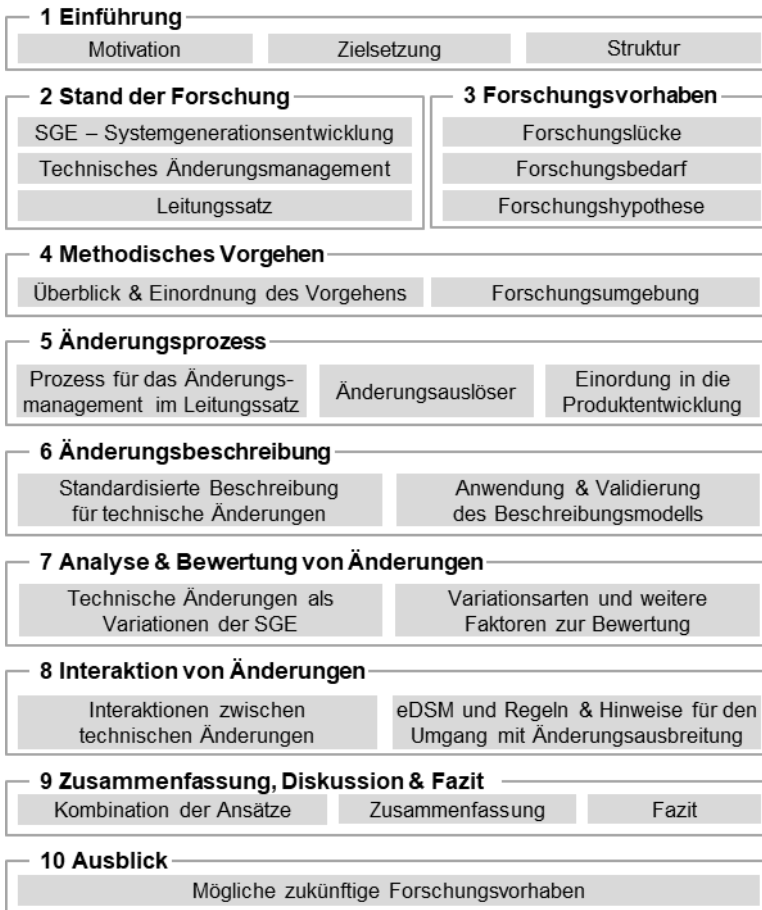 1 Einführung
Motivation
Zielsetzung
Struktur
2 Stand der Forschung
SGE – Systemgenerationsentwicklung
Technisches Änderungsmanagement
Leitungssatz
3 Forschungsvorhaben
Forschungslücke
Forschungsbedarf
Forschungshypothese
4 Methodisches Vorgehen
Überblick & Einordnung des Vorgehens
Forschungsumgebung
5 Änderungsprozess
Prozess für das Änderungs-
management im Leitungssatz
Änderungsauslöser
Einordung in die
Produktentwicklung
6 Änderungsbeschreibung
Standardisierte Beschreibung
für technische Änderungen
Anwendung & Validierung
des Beschreibungsmodells
7 Analyse & Bewertung von Änderungen
Technische Änderungen als
Variationen der SGE
Variationsarten und weitere
Faktoren zur Bewertung
8 Interaktion von Änderungen
Interaktionen zwischen
technischen Änderungen
eDSM und Regeln & Hinweise für den
Umgang mit Änderungsausbreitung
9 Zusammenfassung, Diskussion & Fazit
Kombination der Ansätze
Zusammenfassung
Fazit
10 Ausblick
Mögliche zukünftige Forschungsvorhaben